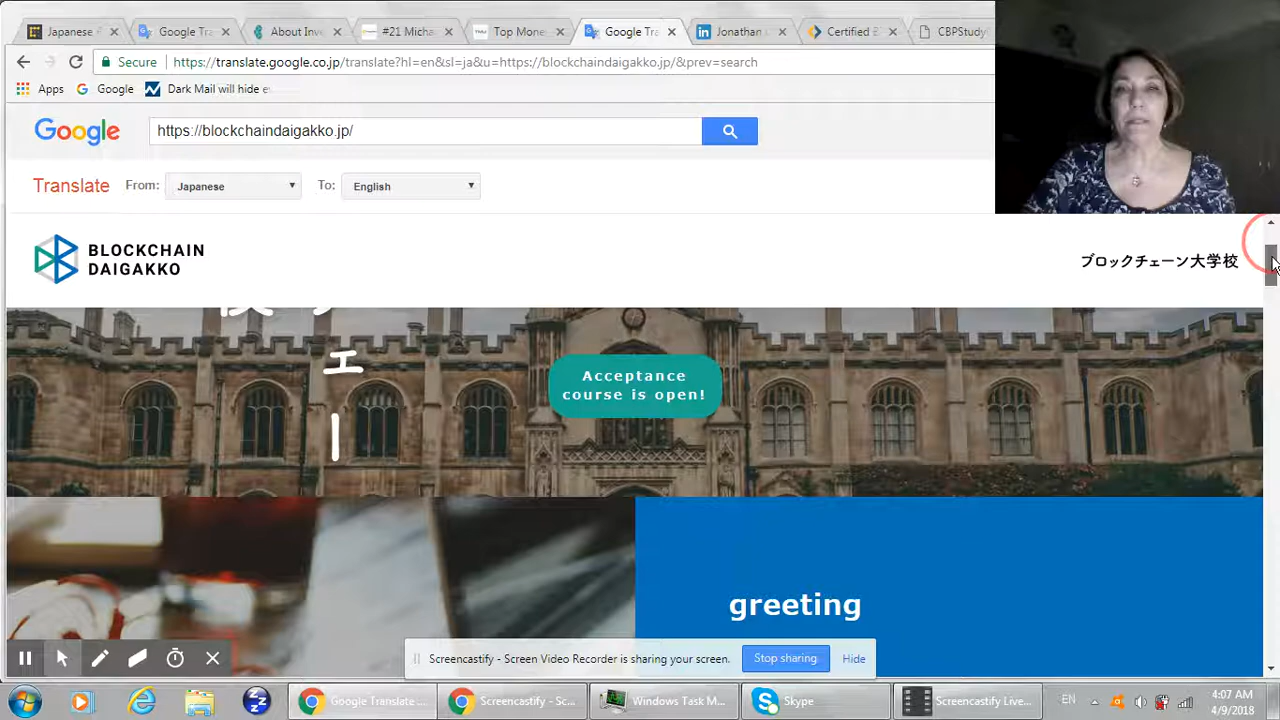 Japanese
Google Tra
About Inv
#21 Micha
Top Mone
Google Tra
Jonathan
Certified B
CBPStudy
Secure https://translate.google.co.jp/translate?hl=en&sl=ja&u=https://blockchaindaigakko.jp/&prev=search
Apps Google Dark Mail will hide e
Google https://blockchaindaigakko.jp/
Translate From: Japanese To: English
BLOCKCHAIN
DAIGAKKO
ブロックチェーン大学校
ェ
ー
Acceptance
course is open!
greeting
Screencastify - Screen Video Recorder is sharing your screen. Stop sharing Hide
Google Translate ... Screencastify - Sc... Windows Task M... Skype Screencastify Live... EN
4:07 AM
4/9/2018